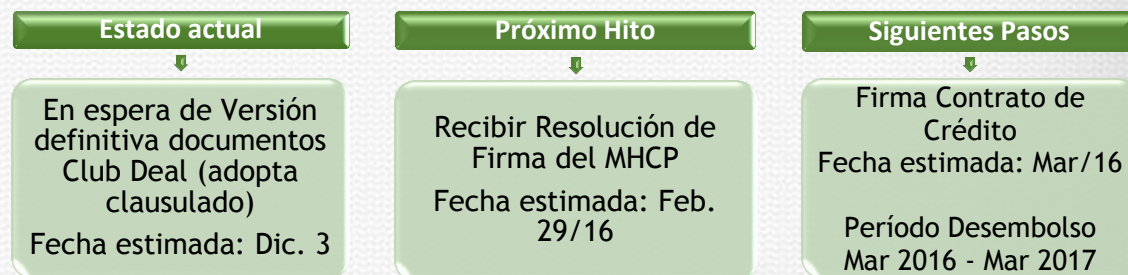 Estado actual
En espera de Versión
definitiva documentos
Club Deal (adopta
clausulado)
Fecha estimada: Dic. 3
Próximo Hito
Recibir Resolución de
Firma del MHCP
Fecha estimada: Feb.
29/16
Siguientes Pasos
Firma Contrato de
Crédito
Fecha estimada: Mar/16
Período Desembolso
Mar 2016 - Mar 2017